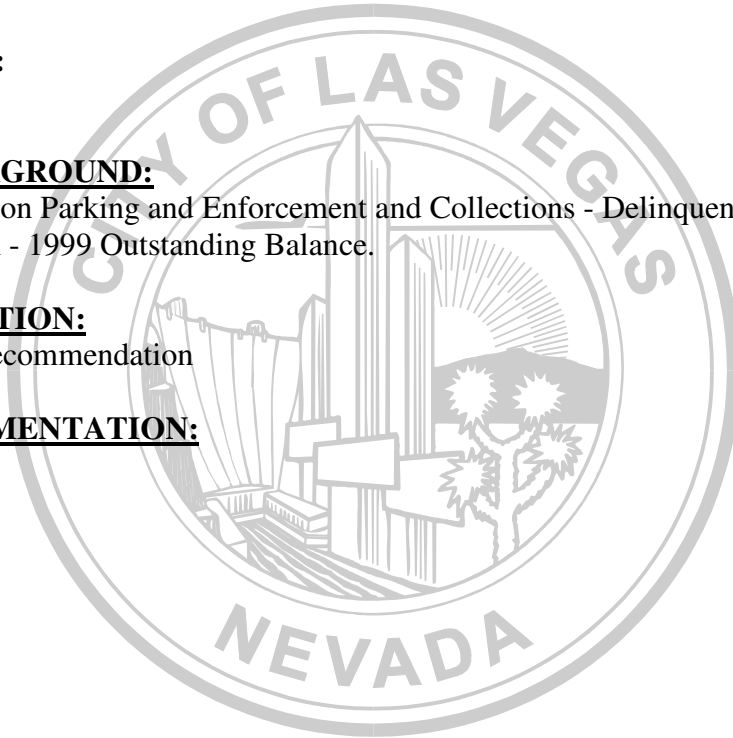 :
GROUND:
on Parking and Enforcement and Collections - Delinquen
- 1999 Outstanding Balance.
TION:
ecommendation
MENTATION:
CITY OF LAS VEGAS
NEVADA